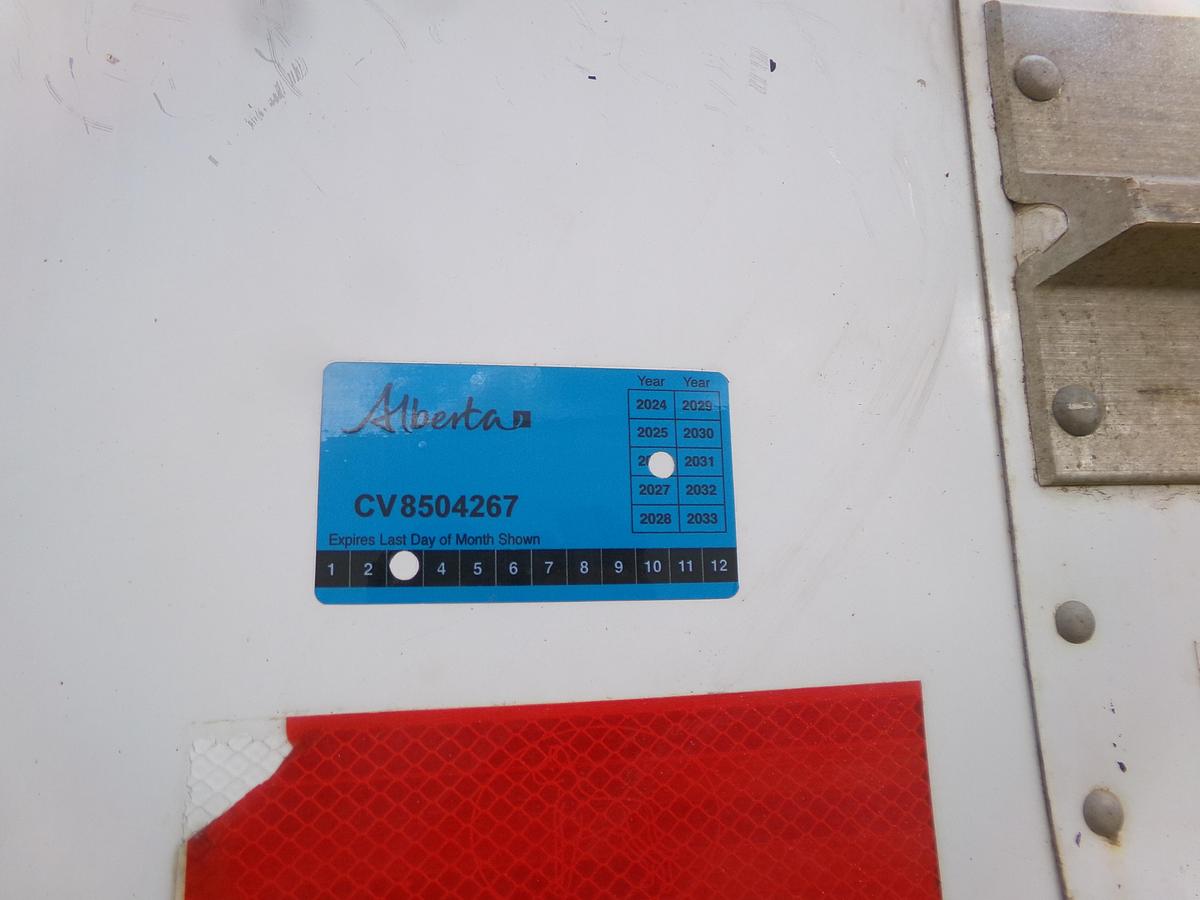 Alberta
Year Year
2024 2029
2025 2030
2031
2027 2032
CV8504267
2028 2033
Expires Last Day of Month Shown
1 2 4 5 6 7 8 9 10 11 12